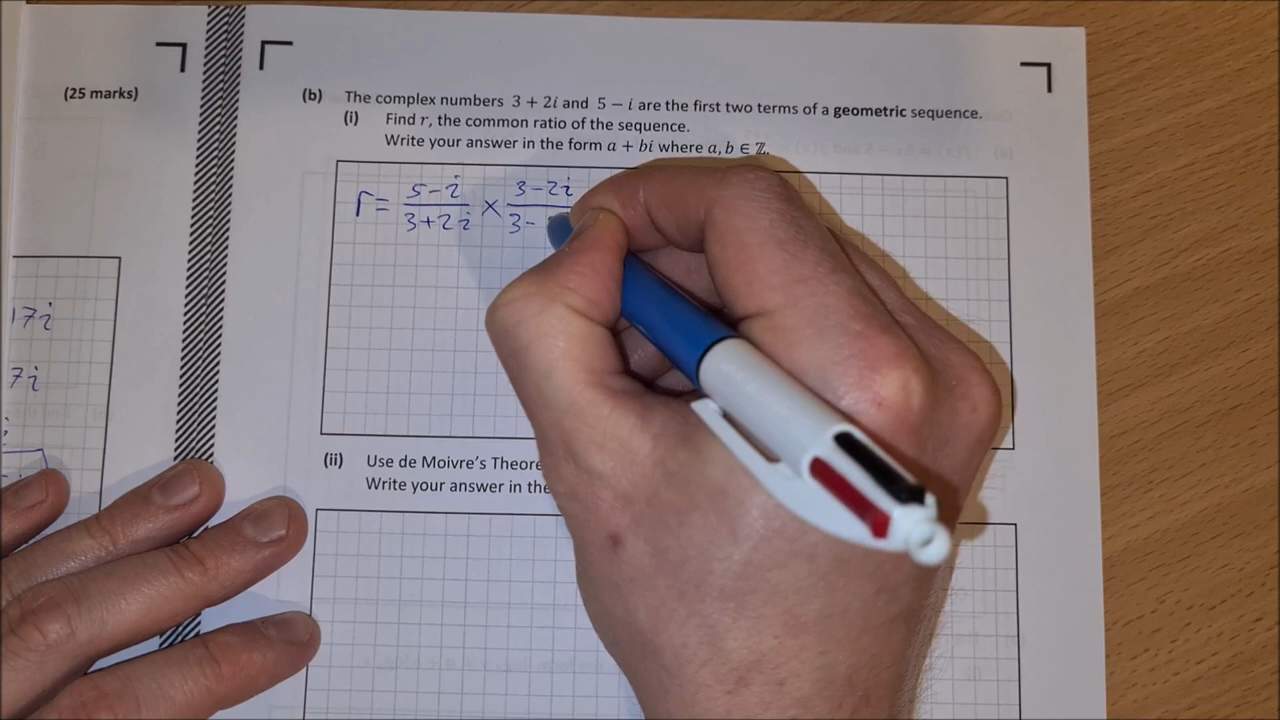 (25 marks)
17i
7i
(b) The complex numbers 3 + 2i and 5 − i are the first two terms of a geometric sequence.
(i) Find r, the common ratio of the sequence.
Write your answer in the form a + bi where a, b ∈ ℤ.
r = 5-i / 3+2i × 3-2i / 3-
(ii) Use de Moivre's
Write your answer in the